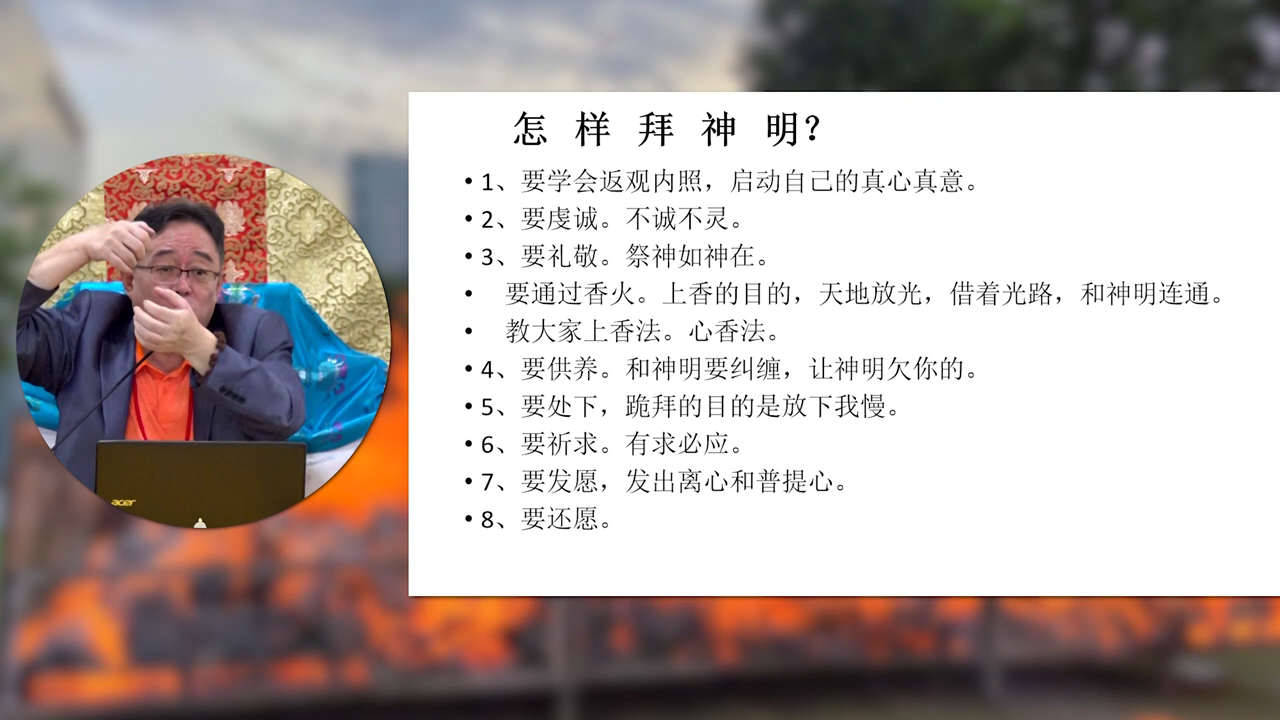 怎样拜神明？
• 1、要学会返观内照，启动自己的真心真意。
• 2、要虔诚。不诚不灵。
• 3、要礼敬。祭神如神在。
• 要通过香火。上香的目的，天地放光，借着光路，和神明连通。
• 教大家上香法。心香法。
• 4、要供养。和神明要纠缠，让神明欠你的。
• 5、要处下，跪拜的目的是放下我慢。
• 6、要祈求。有求必应。
• 7、要发愿，发出离心和普提心。
• 8、要还愿。
acer